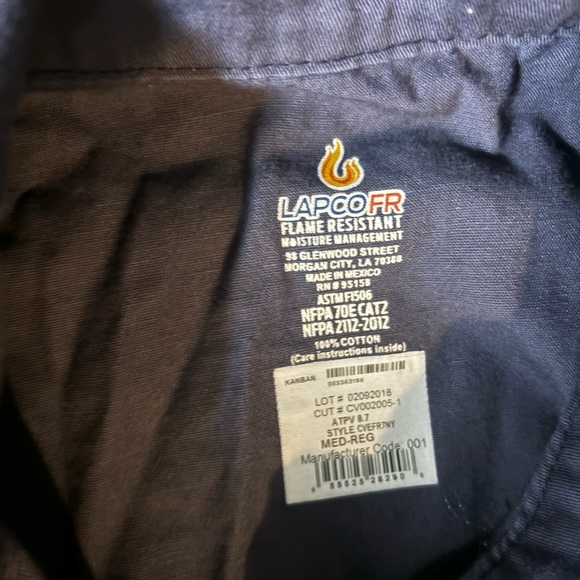 LAPCO FR
FLAME RESISTANT
MOISTURE MANAGEMENT
98 GLENWOOD STREET
MORGAN CITY, LA 70380
MADE IN MEXICO
RN # 95158
ASTM F1506
NFPA 70E CAT2
NFPA 2112-2012
100% COTTON
(Care instructions inside)
KANBAN
LOT # 02092018
CUT # CV002005-1
ATPV 8.7
STYLE CVEFR7NY
MED-REG
Manufacturer Code: 001